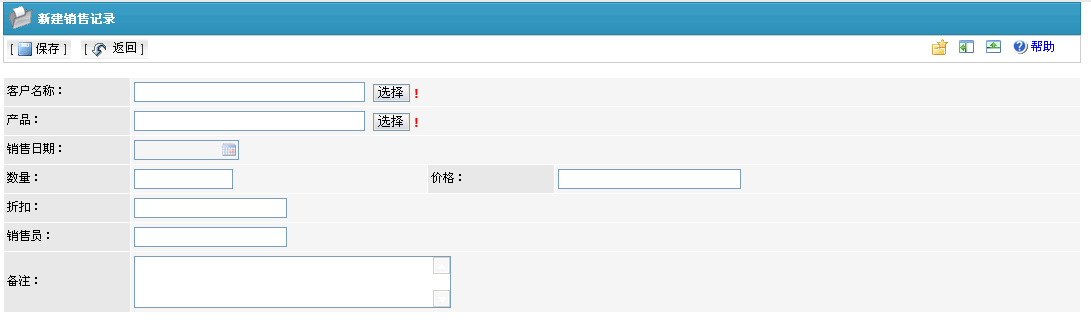 新建销售记录
[ 保存 ] [ 返回 ] 帮助
客户名称： 选择 !
产品： 选择 !
销售日期：
数量： 价格：
折扣：
销售员：
备注：